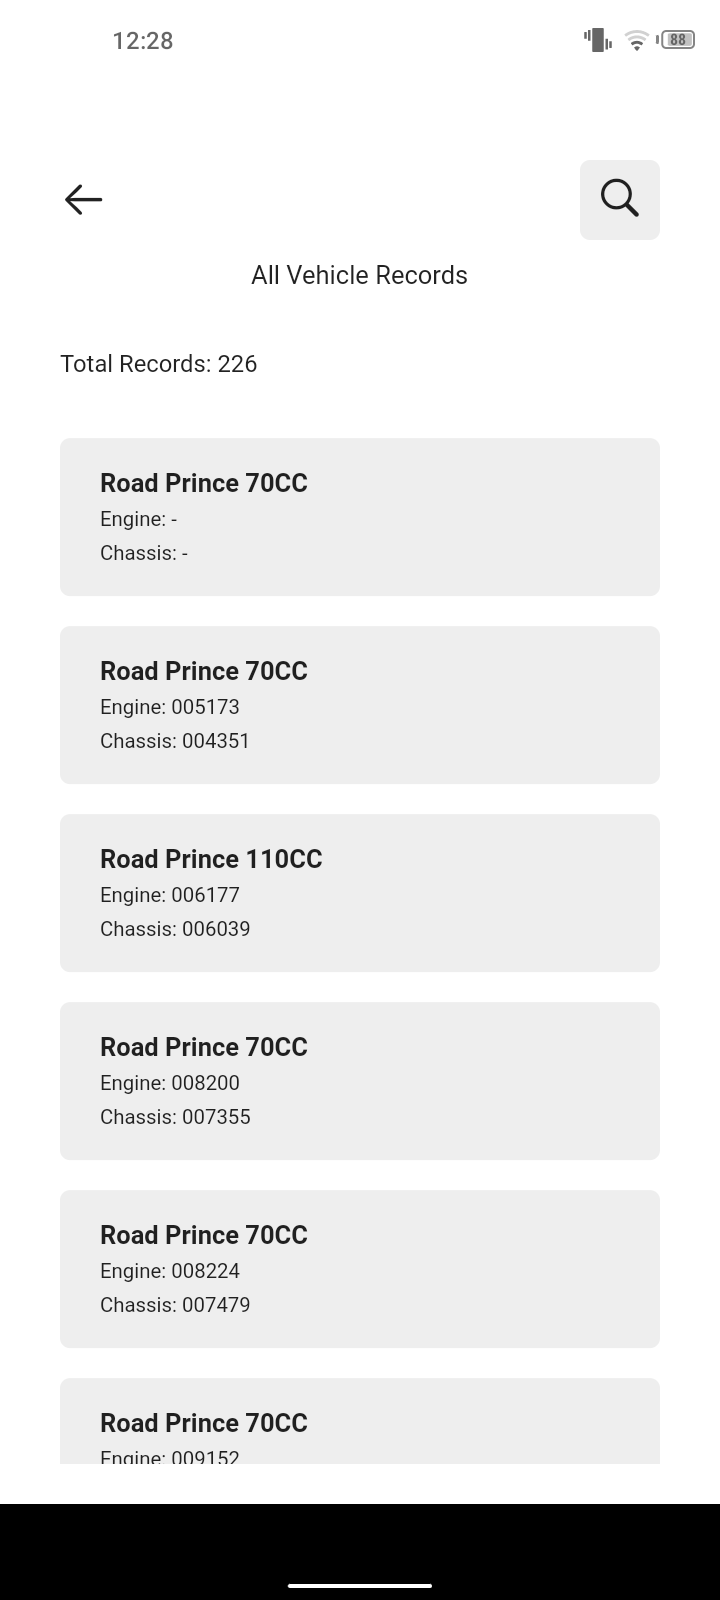 12:28
88
All Vehicle Records
Total Records: 226
Road Prince 70CC
Engine: -
Chassis: -
Road Prince 70CC
Engine: 005173
Chassis: 004351
Road Prince 110CC
Engine: 006177
Chassis: 006039
Road Prince 70CC
Engine: 008200
Chassis: 007355
Road Prince 70CC
Engine: 008224
Chassis: 007479
Road Prince 70CC
Engine: 009152